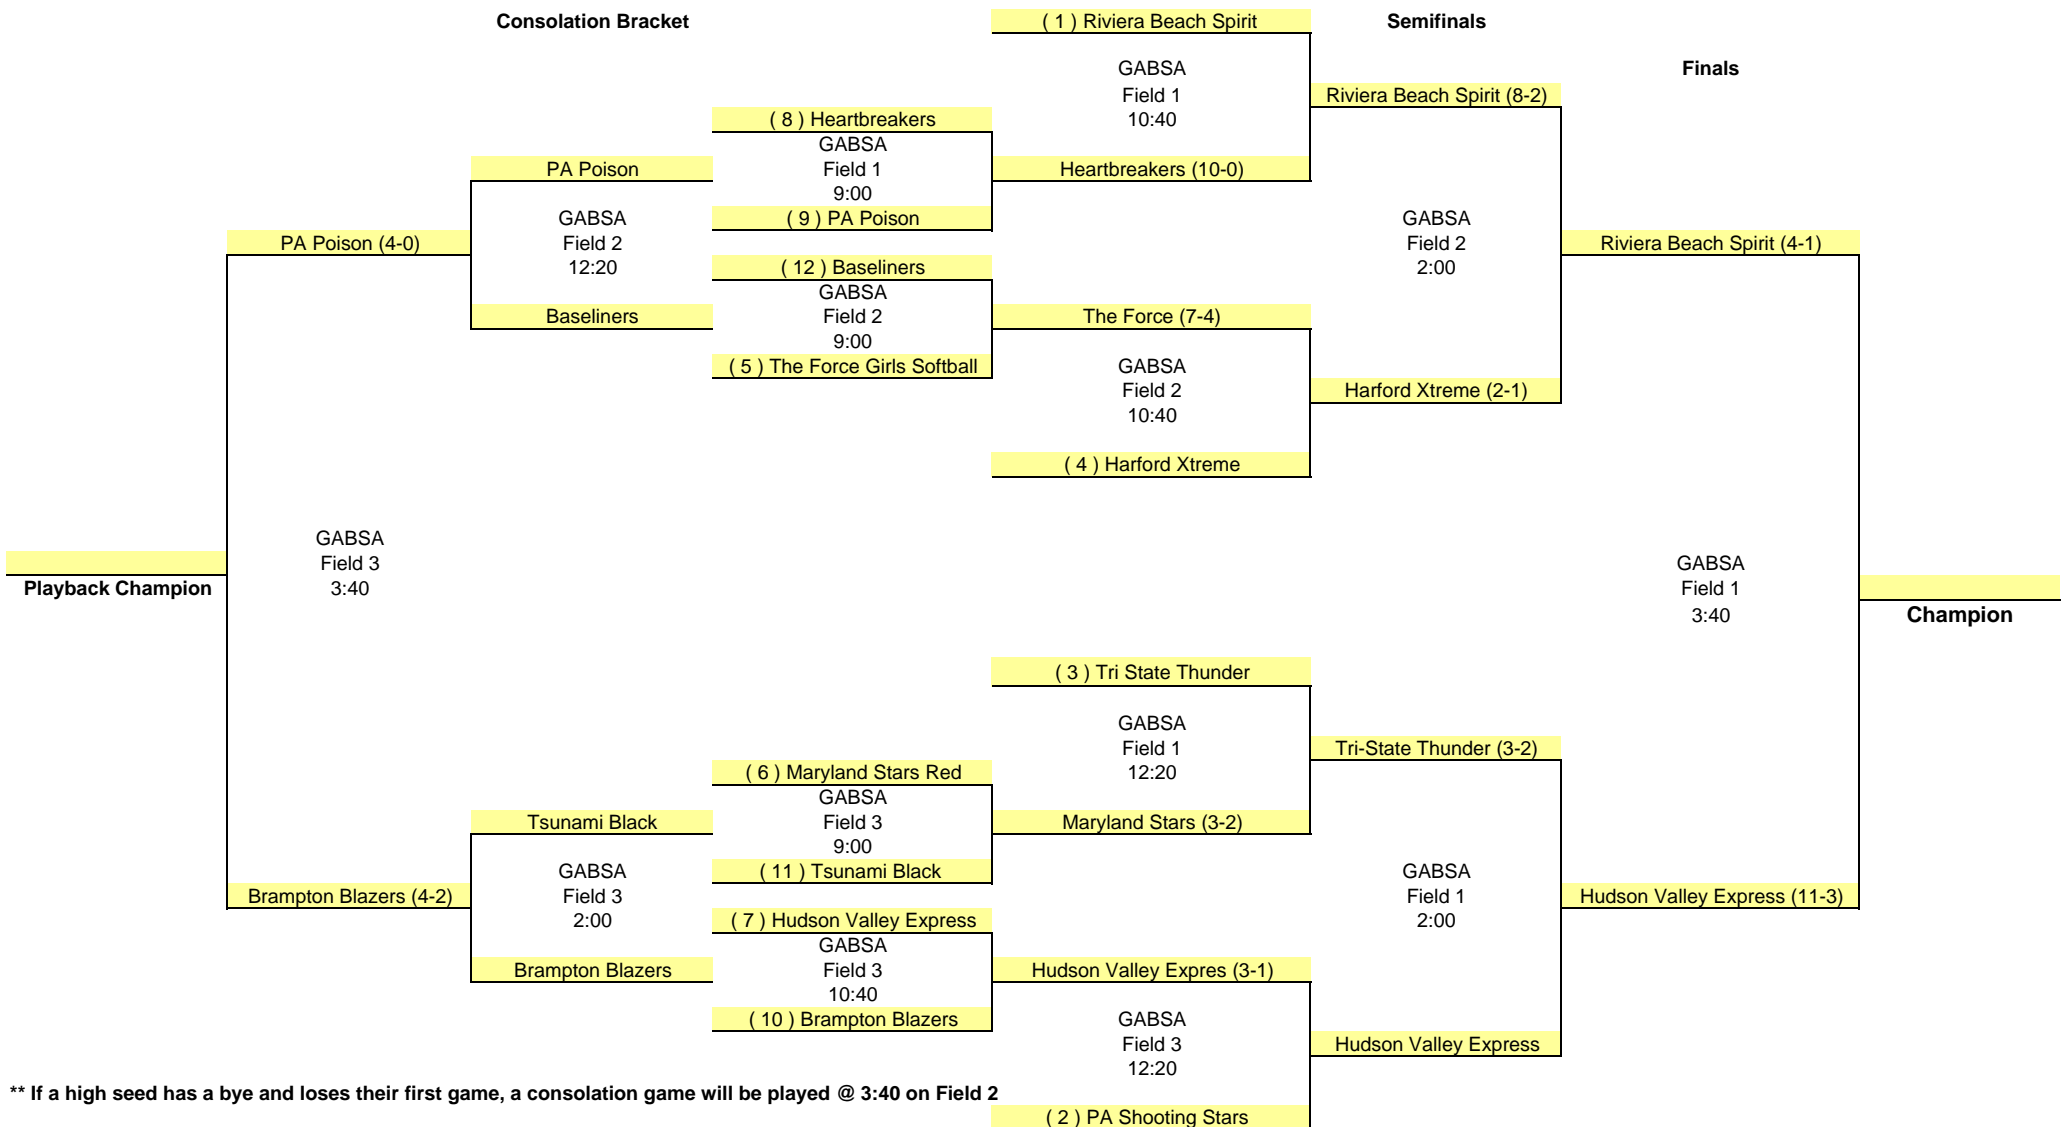 Consolation Bracket
( 1 ) Riviera Beach Spirit
Semifinals
GABSA
Finals
Field 1
Riviera Beach Spirit (8-2)
( 8 ) Heartbreakers
10:40
GABSA
PA Poison
Field 1
Heartbreakers (10-0)
9:00
GABSA
( 9 ) PA Poison
GABSA
PA Poison (4-0)
Field 2
Field 2
Riviera Beach Spirit (4-1)
12:20
( 12 ) Baseliners
2:00
GABSA
Baseliners
Field 2
The Force (7-4)
9:00
( 5 ) The Force Girls Softball
GABSA
Field 2
Harford Xtreme (2-1)
10:40
( 4 ) Harford Xtreme
GABSA
Field 3
GABSA
Playback Champion
3:40
Field 1
3:40
Champion
( 3 ) Tri State Thunder
GABSA
Field 1
Tri-State Thunder (3-2)
( 6 ) Maryland Stars Red
12:20
GABSA
Tsunami Black
Field 3
Maryland Stars (3-2)
9:00
GABSA
( 11 ) Tsunami Black
GABSA
Brampton Blazers (4-2)
Field 3
Field 1
Hudson Valley Express (11-3)
2:00
( 7 ) Hudson Valley Express
2:00
GABSA
Brampton Blazers
Field 3
Hudson Valley Expres (3-1)
10:40
( 10 ) Brampton Blazers
GABSA
Field 3
Hudson Valley Express
12:20
** If a high seed has a bye and loses their first game, a consolation game will be played @ 3:40 on Field 2
( 2 ) PA Shooting Stars